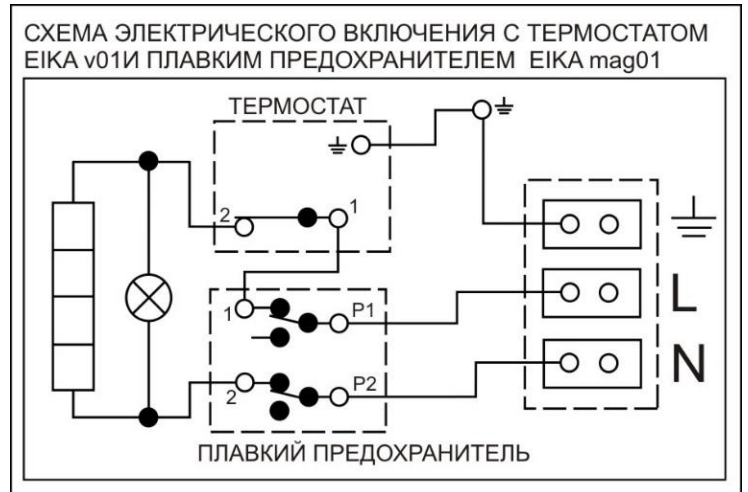 СХЕМА ЭЛЕКТРИЧЕСКОГО ВКЛЮЧЕНИЯ С ТЕРМОСТАТОМ
EIKA v01И ПЛАВКИМ ПРЕДОХРАНИТЕЛЕМ EIKA mag01
ТЕРМОСТАТ
2 1
1 P1
L
2 P2
N
ПЛАВКИЙ ПРЕДОХРАНИТЕЛЬ